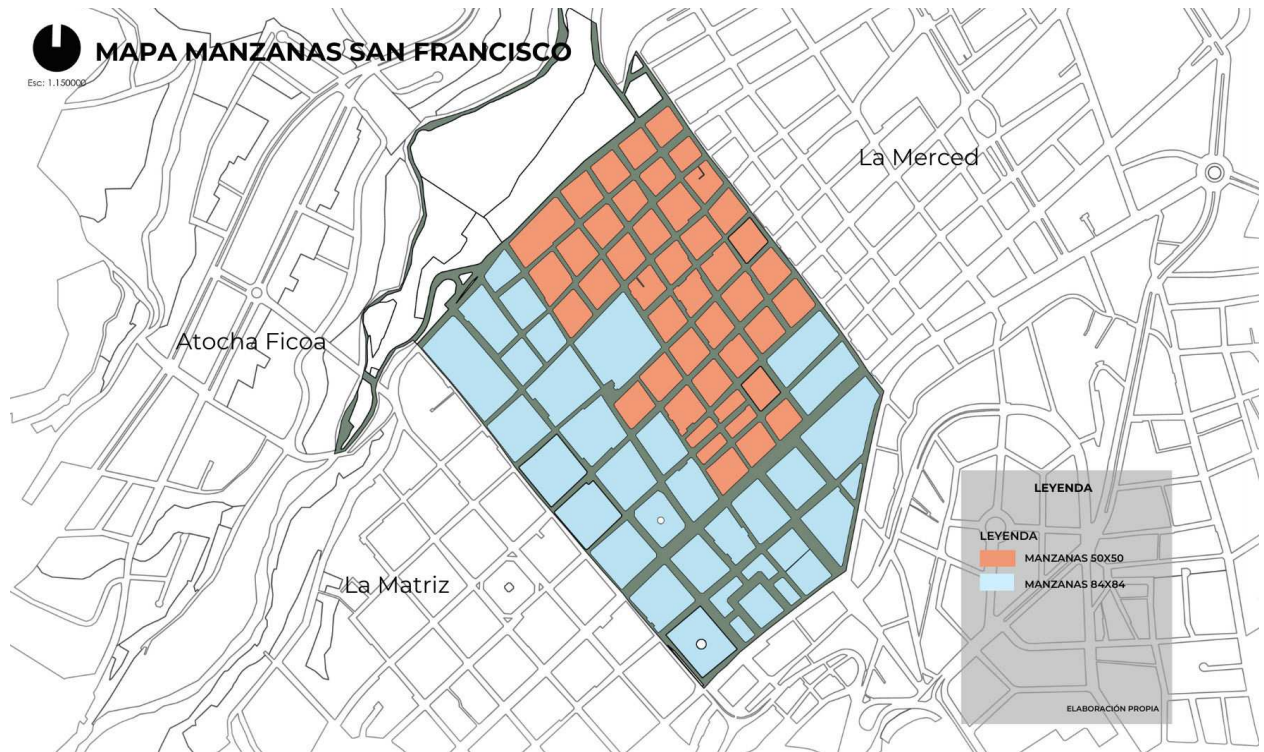 MAPA MANZANAS SAN FRANCISCO
Esc: 1.150000
La Merced
Atocha Ficoa
La Matriz
LEYENDA
LEYENDA
MANZANAS 50X50
MANZANAS 84X84
ELABORACIÓN PROPIA